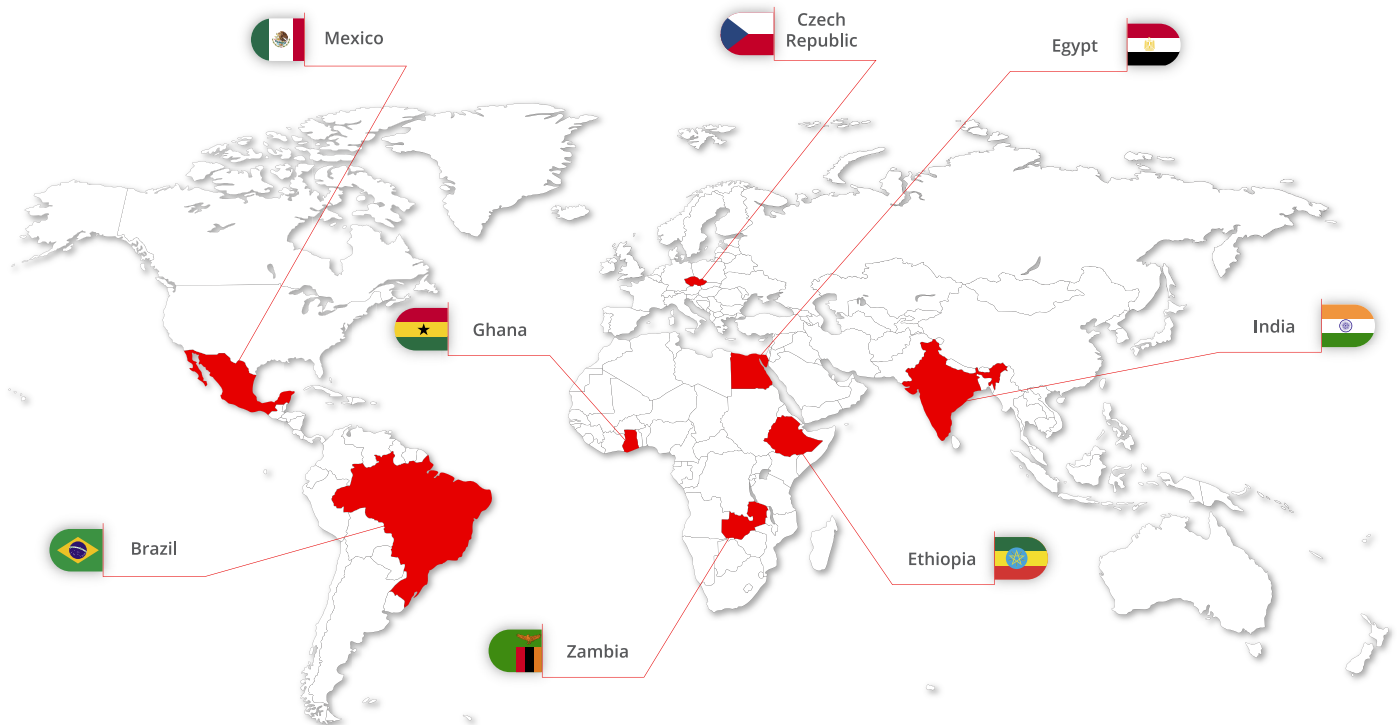 Mexico
Czech
Republic
Egypt
Ghana
India
Brazil
Ethiopia
Zambia